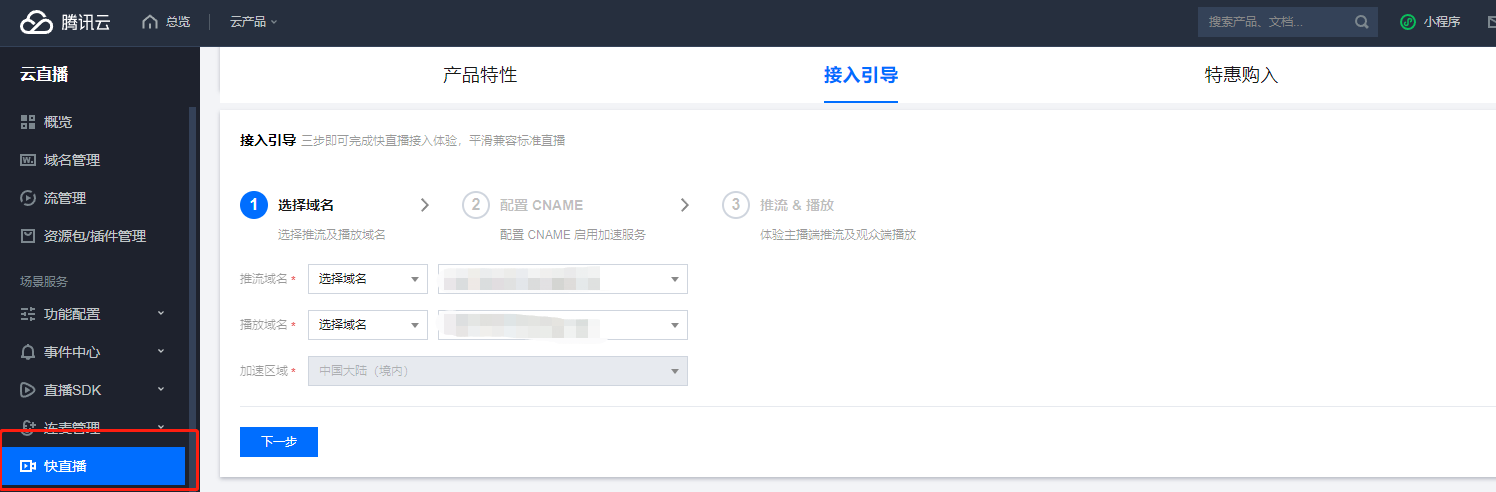 腾讯云 总览 云产品 搜索产品、文档... 小程序
云直播
概览
域名管理
流管理
资源包/插件管理
场景服务
功能配置
事件中心
直播SDK
连麦管理
快直播
产品特性 接入引导 特惠购入
接入引导 三步即可完成快直播接入体验，平滑兼容标准直播
1 选择域名 2 配置 CNAME 3 推流 & 播放
选择推流及播放域名 配置 CNAME 启用加速服务 体验主播端推流及观众端播放
推流域名 * 选择域名
播放域名 * 选择域名
加速区域 * 中国大陆（境内）
下一步